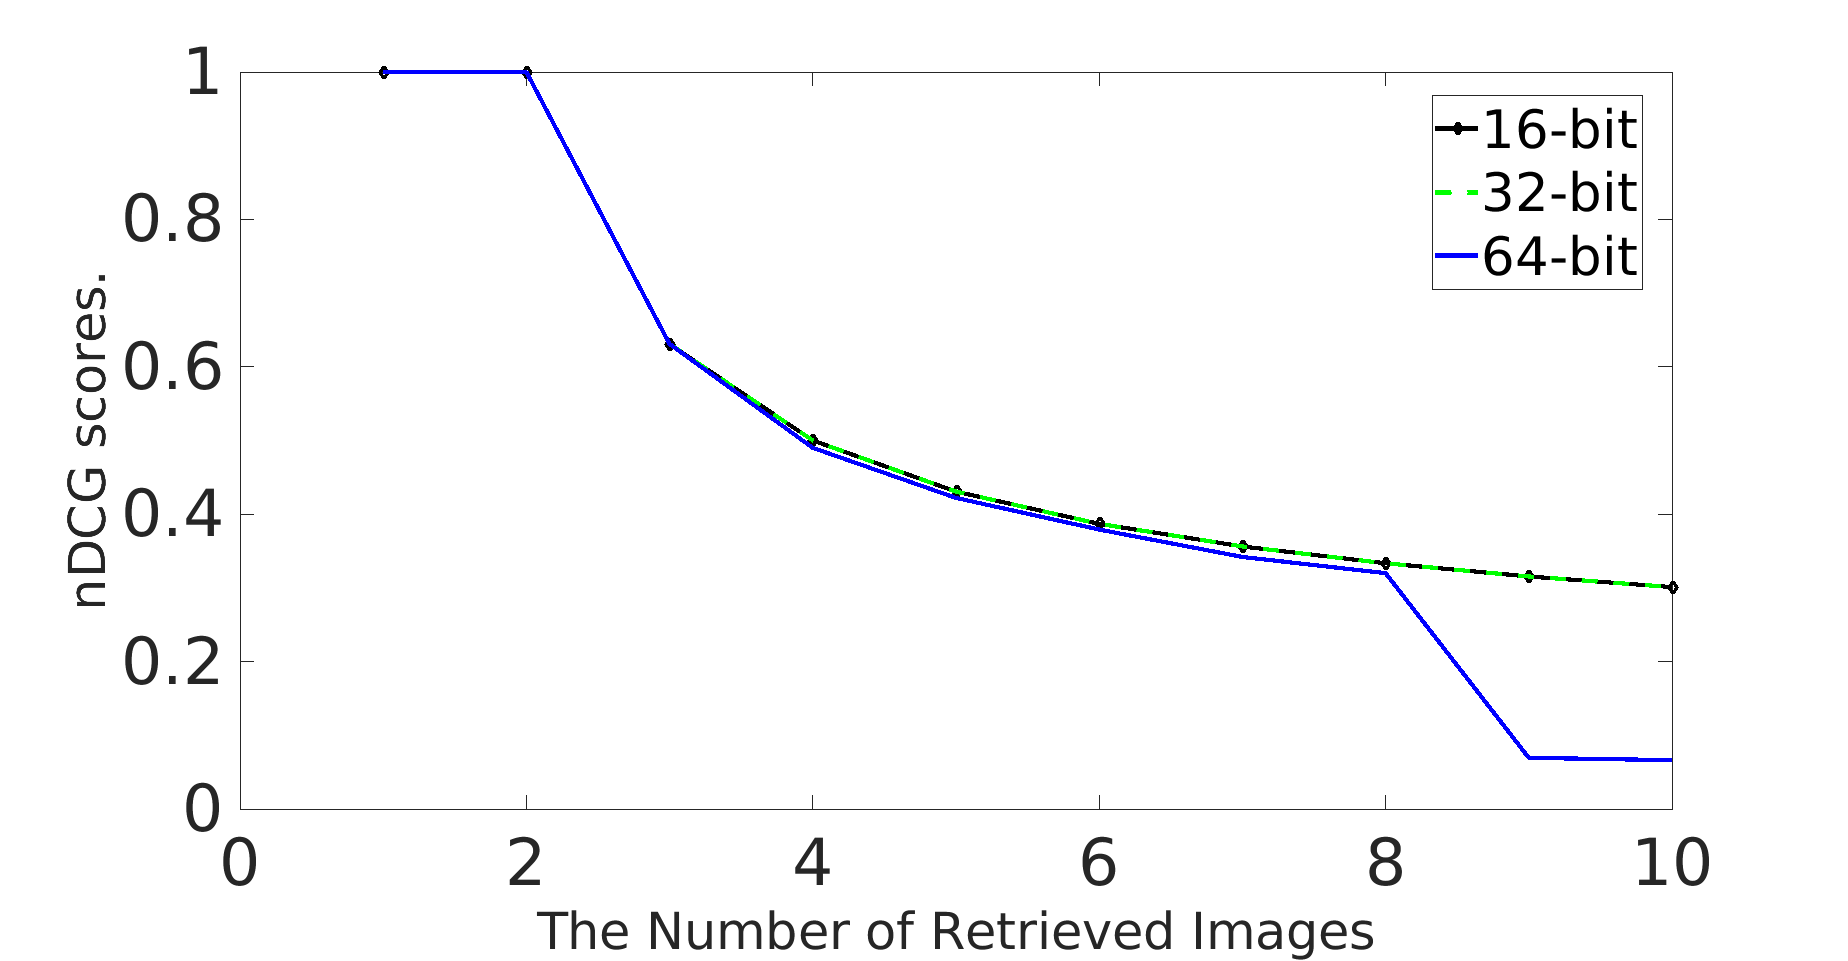 nDCG scores.
1
0.8
0.6
0.4
0.2
0
16-bit
32-bit
64-bit
0 2 4 6 8 10
The Number of Retrieved Images